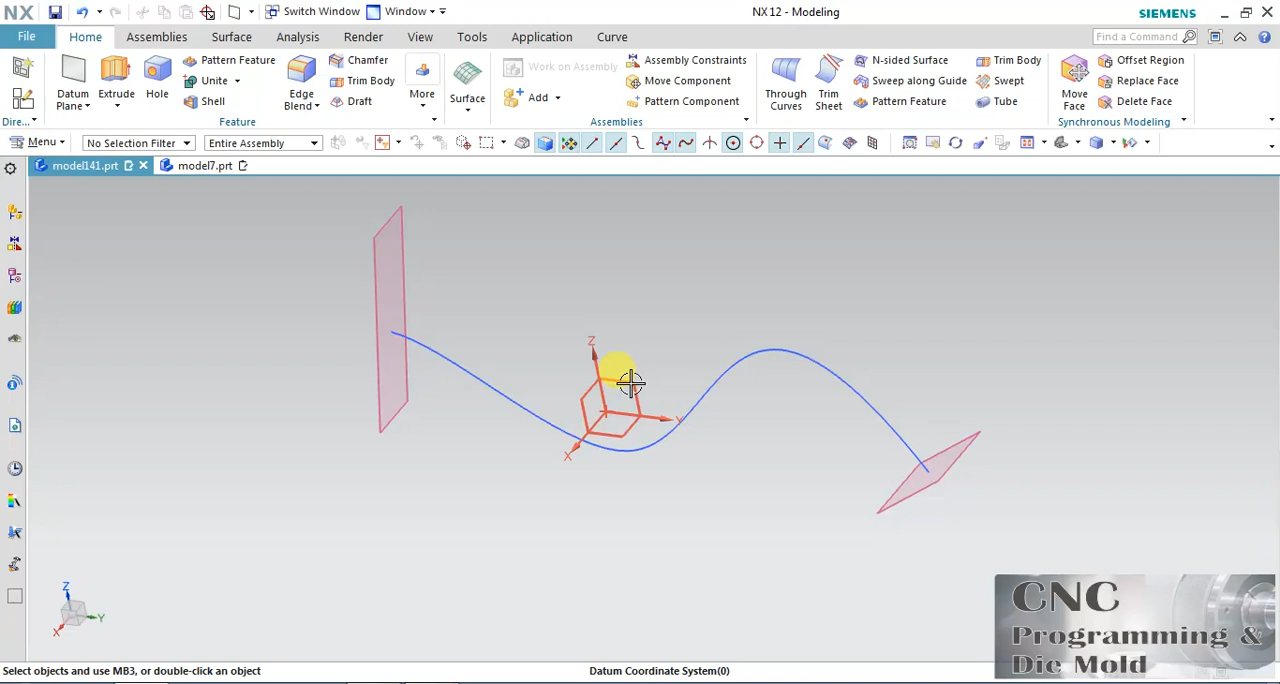 NX
Switch Window
Window
NX 12 - Modeling
SIEMENS
File
Home
Assemblies
Surface
Analysis
Render
View
Tools
Application
Curve
Find a Command
Datum
Plane
Extrude
Hole
Pattern Feature
Unite
Shell
Edge
Blend
Chamfer
Trim Body
Draft
More
Surface
Work on Assembly
Add
Assembly Constraints
Move Component
Pattern Component
Through
Curves
Trim
Sheet
N-sided Surface
Sweep along Guide
Pattern Feature
Trim Body
Swept
Tube
Move
Face
Offset Region
Replace Face
Delete Face
Dire...
Feature
Assemblies
Synchronous Modeling
Menu
No Selection Filter
Entire Assembly
model141.prt
model7.prt
Z
Y
X
Z
Y
X
CNC
Programming &
Die Mold
Select objects and use MB3, or double-click an object
Datum Coordinate System(0)